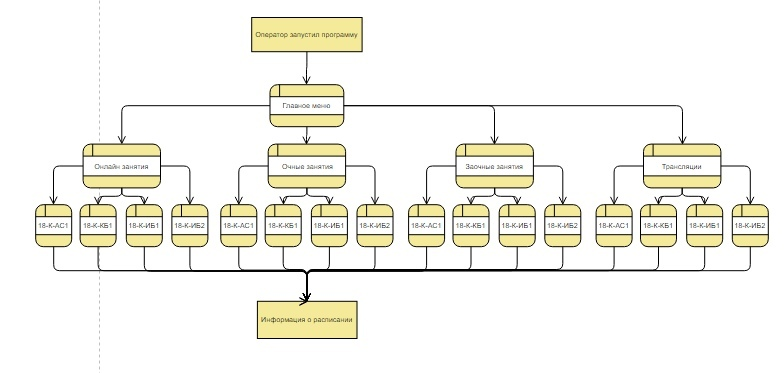 Оператор запустил программу
Главное меню
Онлайн занятия
Очные занятия
Заочные занятия
Трансляции
18-К-АС1
18-К-КБ1
18-К-ИБ1
18-К-ИБ2
18-К-АС1
18-К-КБ1
18-К-ИБ1
18-К-ИБ2
18-К-АС1
18-К-КБ1
18-К-ИБ1
18-К-ИБ2
18-К-АС1
18-К-КБ1
18-К-ИБ1
18-К-ИБ2
Информация о расписании